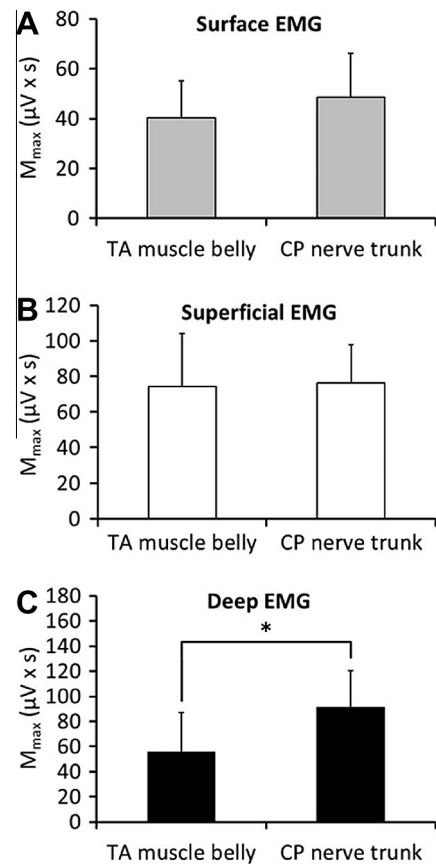 A
Surface EMG
Mmax (µV x s)
80
60
40
20
0
TA muscle belly CP nerve trunk
B
Superficial EMG
Mmax (µV x s)
120
100
80
60
40
20
0
TA muscle belly CP nerve trunk
C
Deep EMG
*
Mmax (µV x s)
180
160
140
120
100
80
60
40
20
0
TA muscle belly CP nerve trunk